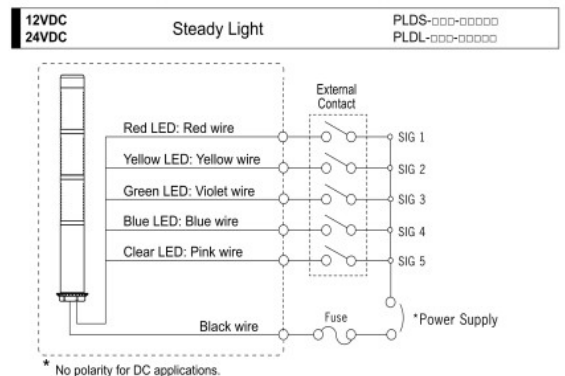 12VDC
24VDC
Steady Light
PLDS-□□□-□□□□□
PLDL-□□□-□□□□□
External
Contact
Red LED: Red wire
SIG 1
Yellow LED: Yellow wire
SIG 2
Green LED: Violet wire
SIG 3
Blue LED: Blue wire
SIG 4
Clear LED: Pink wire
SIG 5
Black wire
Fuse
*Power Supply
* No polarity for DC applications.